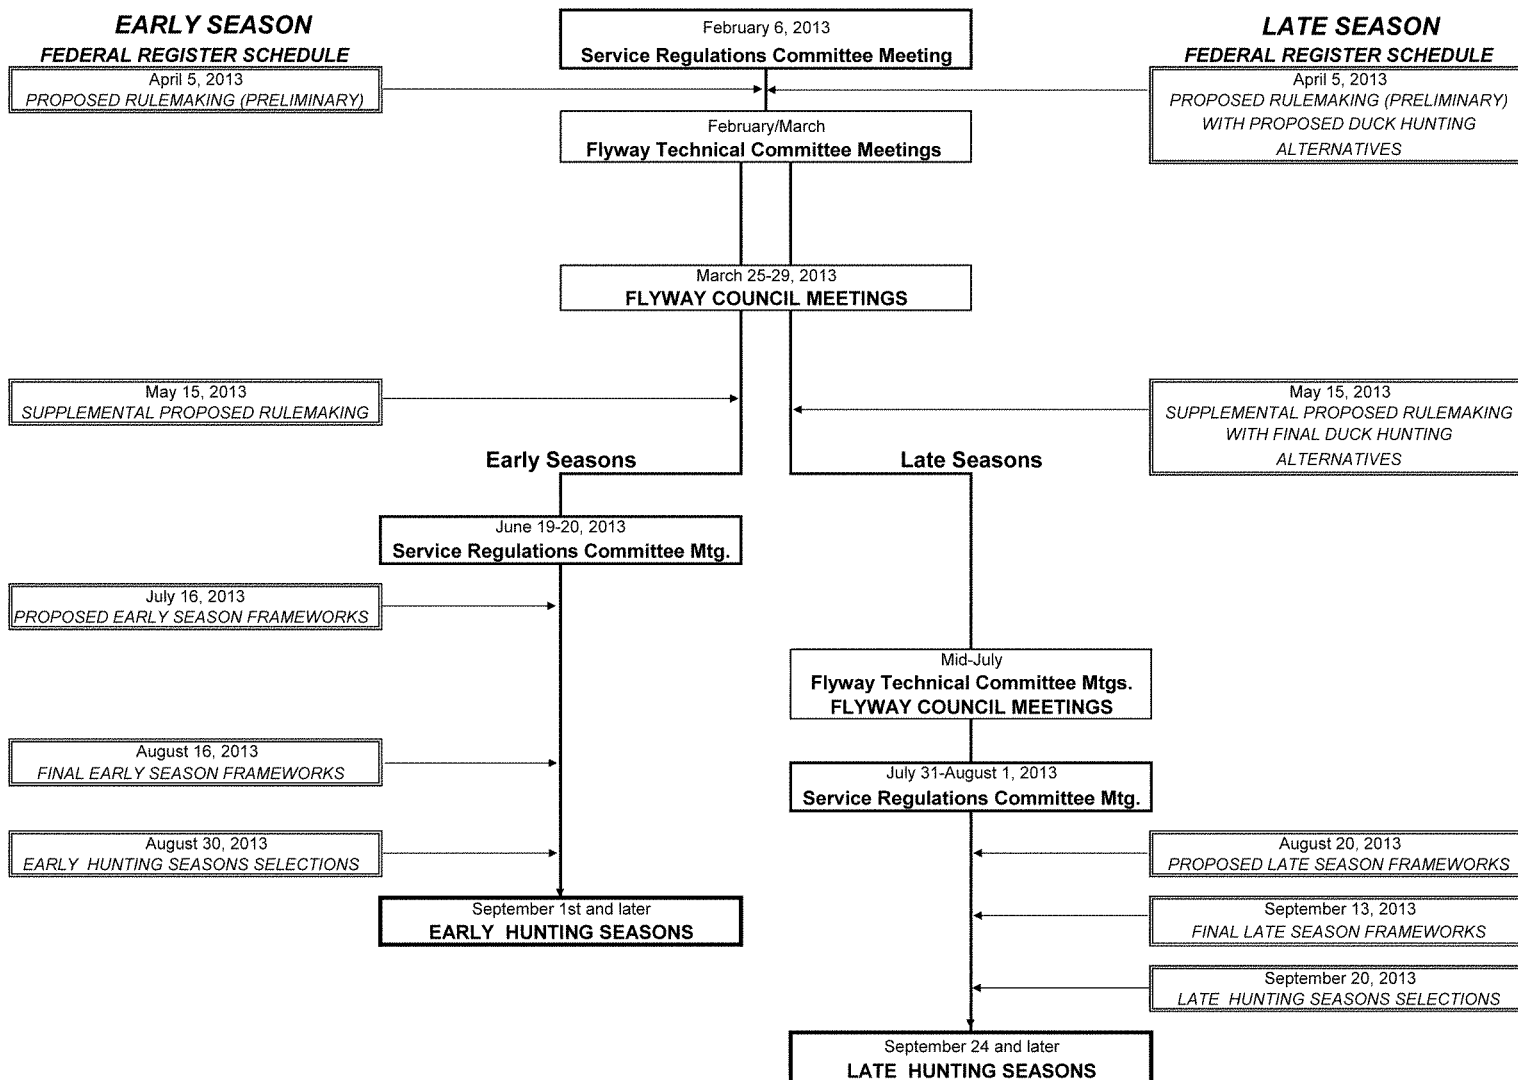 EARLY SEASON
FEDERAL REGISTER SCHEDULE
April 5, 2013
PROPOSED RULEMAKING (PRELIMINARY)
February 6, 2013
Service Regulations Committee Meeting
LATE SEASON
FEDERAL REGISTER SCHEDULE
April 5, 2013
PROPOSED RULEMAKING (PRELIMINARY)
WITH PROPOSED DUCK HUNTING
ALTERNATIVES
February/March
Flyway Technical Committee Meetings
March 25-29, 2013
FLYWAY COUNCIL MEETINGS
May 15, 2013
SUPPLEMENTAL PROPOSED RULEMAKING
May 15, 2013
SUPPLEMENTAL PROPOSED RULEMAKING
WITH FINAL DUCK HUNTING
ALTERNATIVES
Early Seasons
Late Seasons
June 19-20, 2013
Service Regulations Committee Mtg.
July 16, 2013
PROPOSED EARLY SEASON FRAMEWORKS
Mid-July
Flyway Technical Committee Mtgs.
FLYWAY COUNCIL MEETINGS
August 16, 2013
FINAL EARLY SEASON FRAMEWORKS
July 31-August 1, 2013
Service Regulations Committee Mtg.
August 30, 2013
EARLY HUNTING SEASONS SELECTIONS
August 20, 2013
PROPOSED LATE SEASON FRAMEWORKS
September 1st and later
EARLY HUNTING SEASONS
September 13, 2013
FINAL LATE SEASON FRAMEWORKS
September 20, 2013
LATE HUNTING SEASONS SELECTIONS
September 24 and later
LATE HUNTING SEASONS